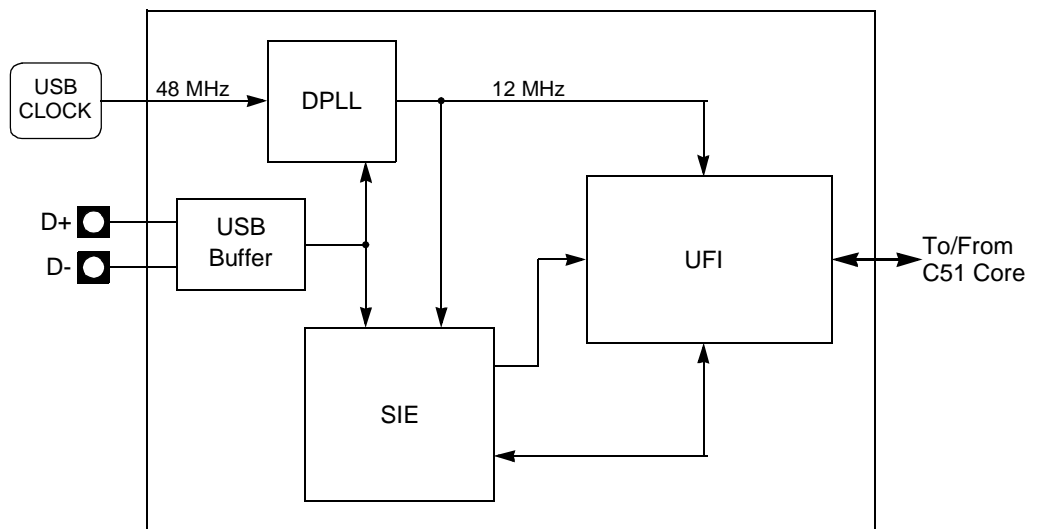 USB
CLOCK
48 MHz
DPLL
12 MHz
D+
D-
USB
Buffer
UFI
To/From
C51 Core
SIE